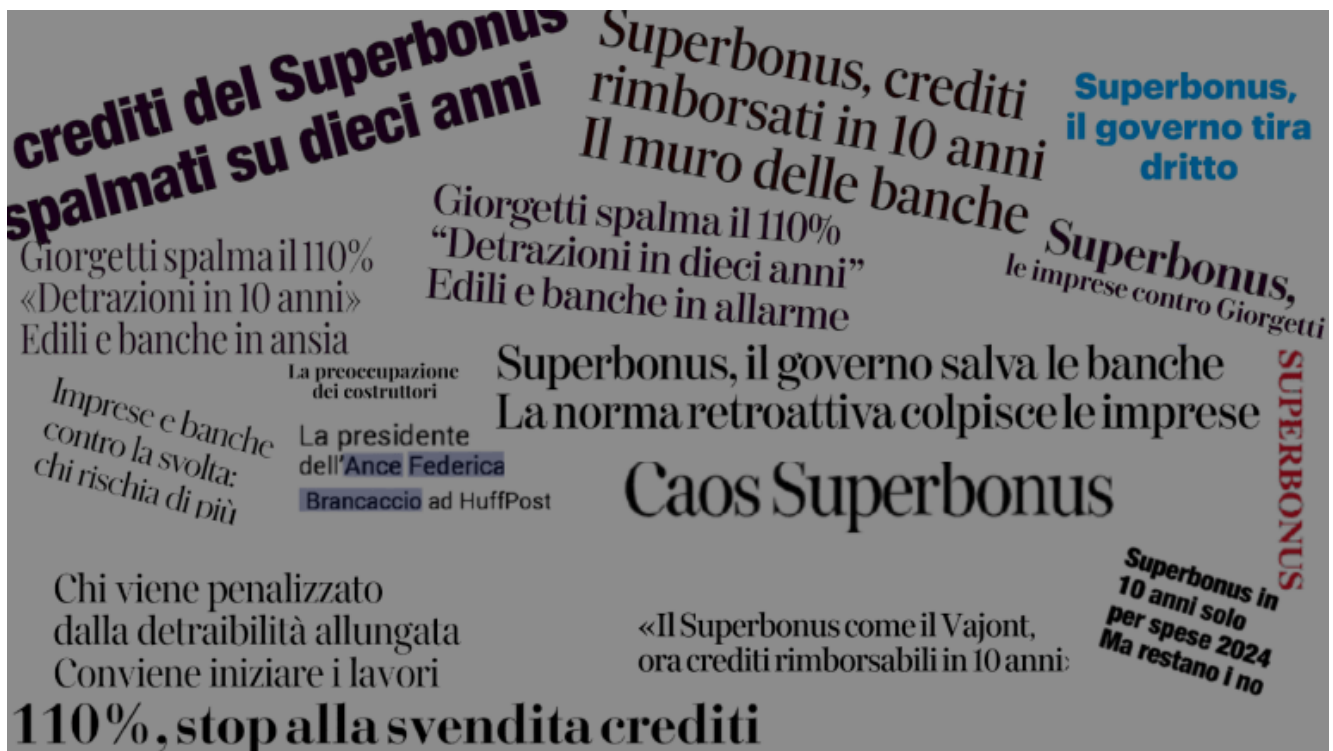 crediti del Superbonus
spalmati su dieci anni
Superbonus, crediti
rimborsati in 10 anni
Il muro delle banche
Superbonus,
il governo tira
dritto
Giorgetti spalma il 110%
“Detrazioni in dieci anni”
Edili e banche in allarme
Superbonus,
le imprese contro Giorgetti
Giorgetti spalma il 110%
«Detrazioni in 10 anni»
Edili e banche in ansia
La preoccupazione
dei costruttori
Superbonus, il governo salva le banche
La norma retroattiva colpisce le imprese
SUPERBONUS
Imprese e banche
contro la svolta:
chi rischia di più
La presidente
dell'Ance Federica
Brancaccio ad HuffPost
Caos Superbonus
Chi viene penalizzato
dalla detraibilità allungata
Conviene iniziare i lavori
«Il Superbonus come il Vajont,
ora crediti rimborsabili in 10 anni»
Superbonus in
10 anni solo
per spese 2024
Ma restano i no
110%, stop alla svendita crediti